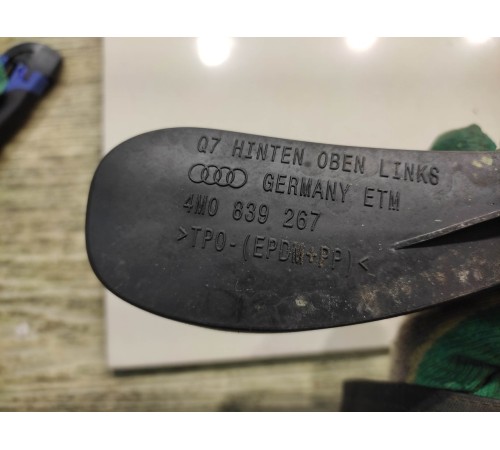 Q7 HINTEN OBEN LINKS
GERMANY ETM
4M0 839 267
>TPO-(EPDM+PP)<